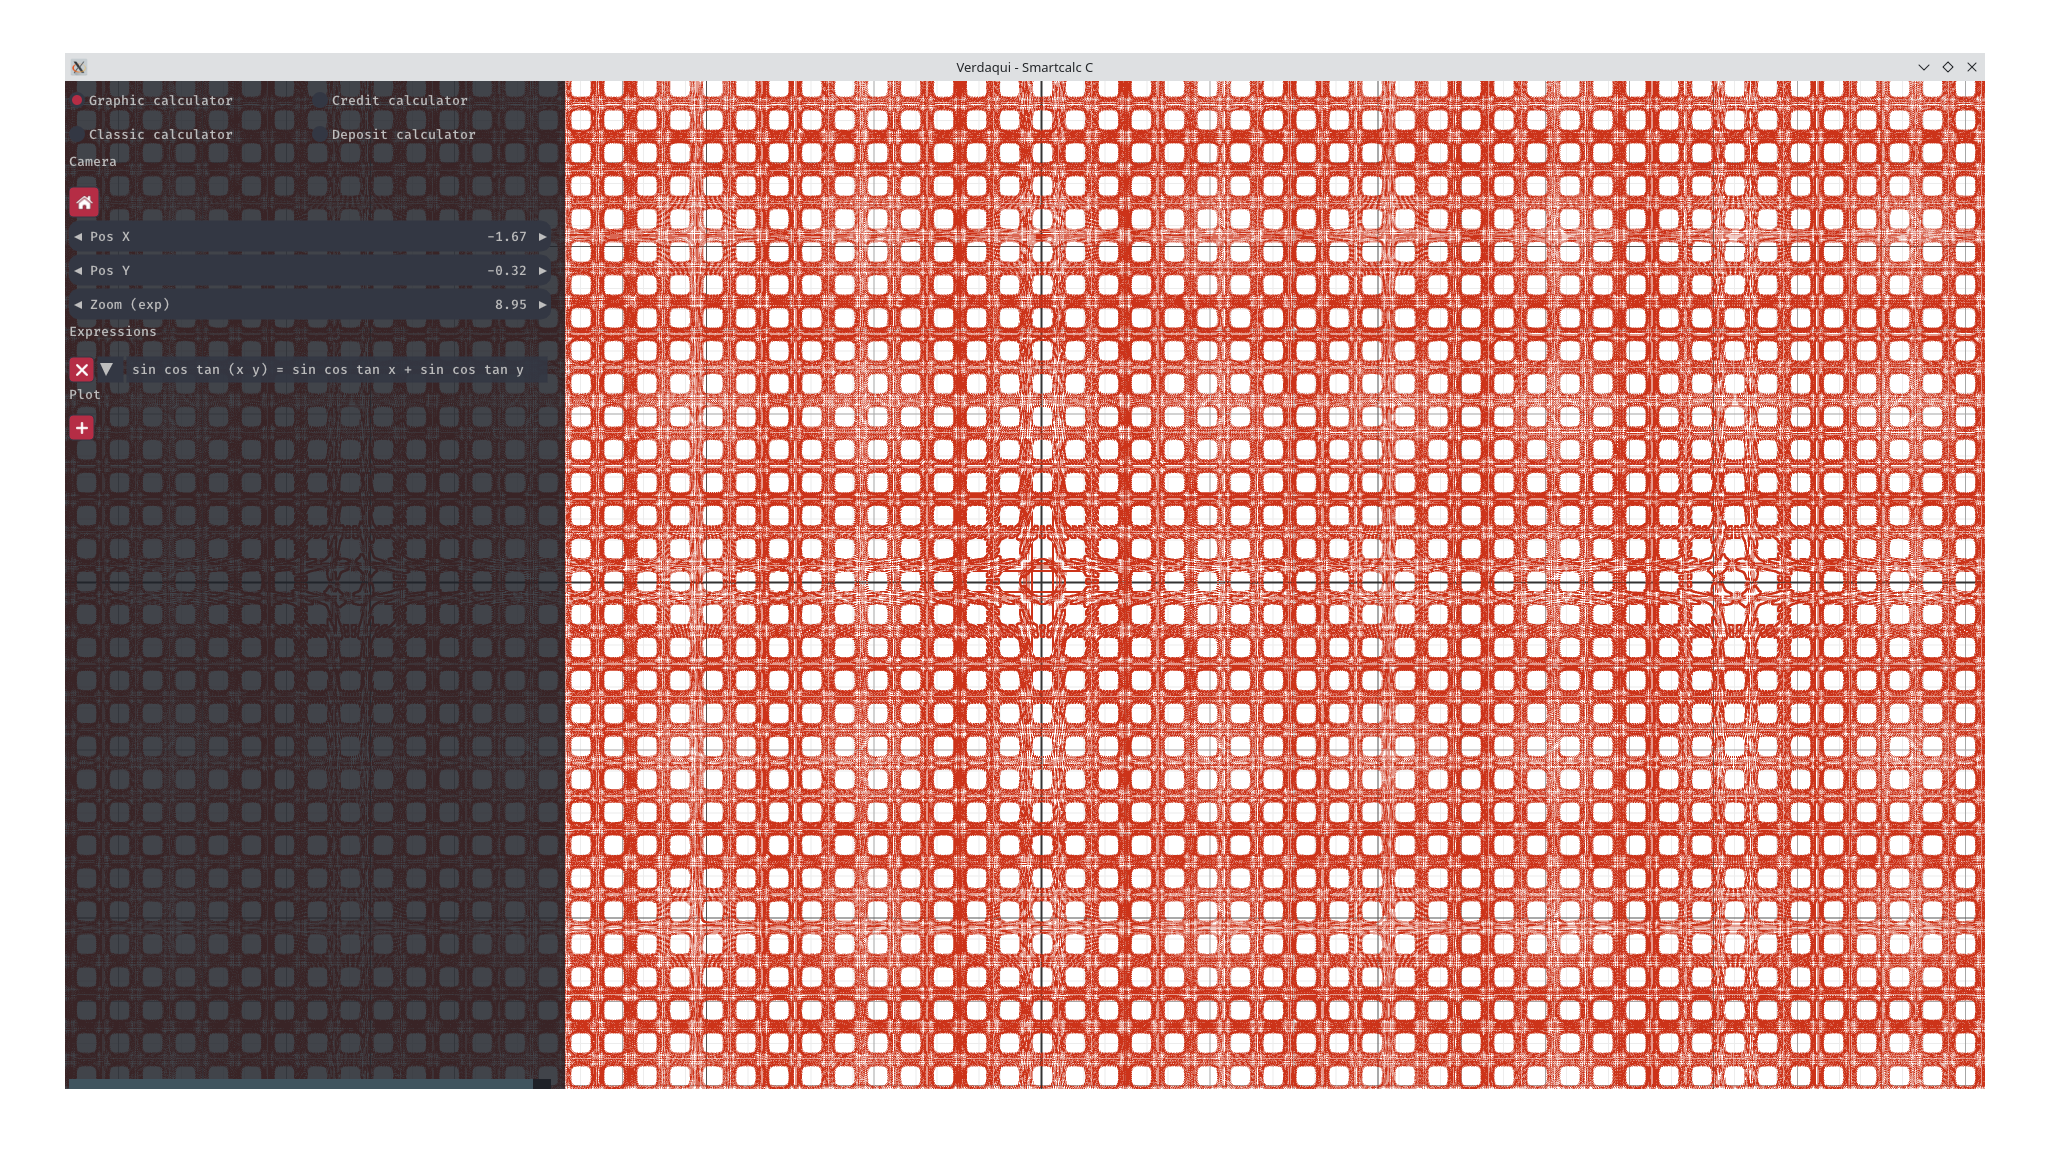 Verdaqui - Smartcalc C
Graphic calculator
Credit calculator
Classic calculator
Deposit calculator
Camera
Pos X -1.67
Pos Y -0.32
Zoom (exp) 8.95
Expressions
sin cos tan (x y) = sin cos tan x + sin cos tan y
Plot